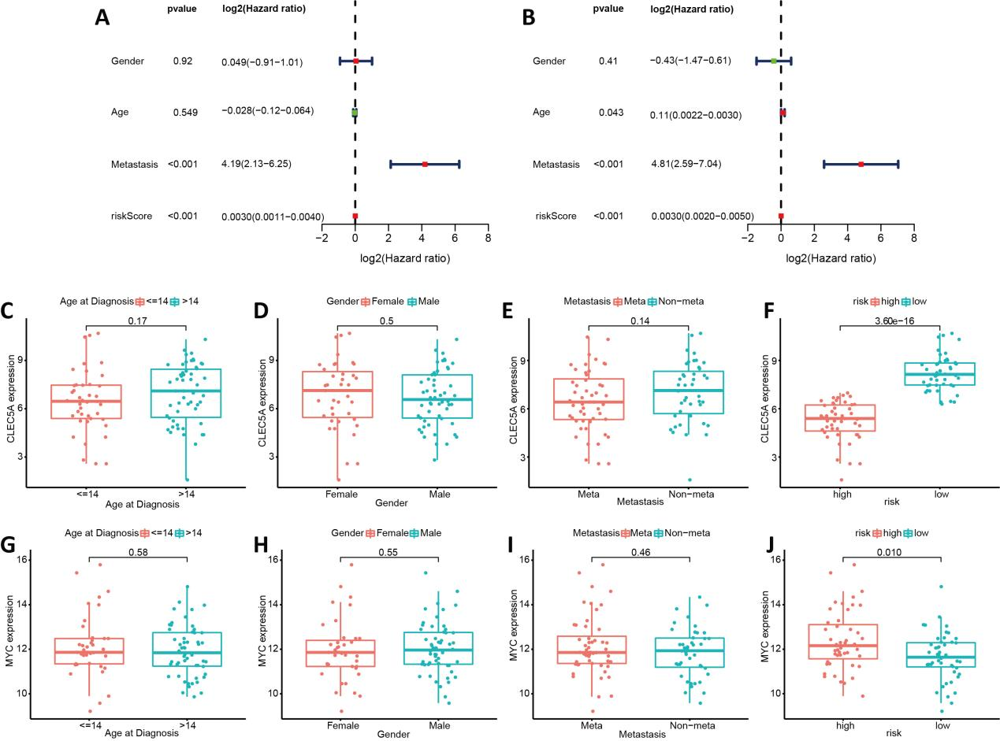 A
pvalue log2(Hazard ratio)
Gender 0.92 0.049(−0.91−1.01)
Age 0.549 −0.028(−0.12−0.064)
Metastasis <0.001 4.19(2.13−6.25)
riskScore <0.001 0.0030(0.0011−0.0040)
−2 0 2 4 6 8
log2(Hazard ratio)
B
pvalue log2(Hazard ratio)
Gender 0.41 −0.43(−1.47−0.61)
Age 0.043 0.11(0.0022−0.0030)
Metastasis <0.001 4.81(2.59−7.04)
riskScore <0.001 0.0030(0.0020−0.0050)
−2 0 2 4 6 8
log2(Hazard ratio)
C
Age at Diagnosis <=14 >14
0.17
CLEC5A expression
9
6
3
<=14 >14
Age at Diagnosis
D
Gender Female Male
0.5
CLEC5A expression
9
6
3
Female Male
Gender
E
Metastasis Meta Non−meta
0.14
CLEC5A expression
9
6
3
Meta Non−meta
Metastasis
F
risk high low
3.60e−16
CLEC5A expression
9
6
3
high low
risk
G
Age at Diagnosis <=14 >14
0.58
MYC expression
16
14
12
10
<=14 >14
Age at Diagnosis
H
Gender Female Male
0.55
MYC expression
16
14
12
10
Female Male
Gender
I
Metastasis Meta Non−meta
0.46
MYC expression
16
14
12
10
Meta Non−meta
Metastasis
J
risk high low
0.010
MYC expression
16
14
12
10
high low
risk